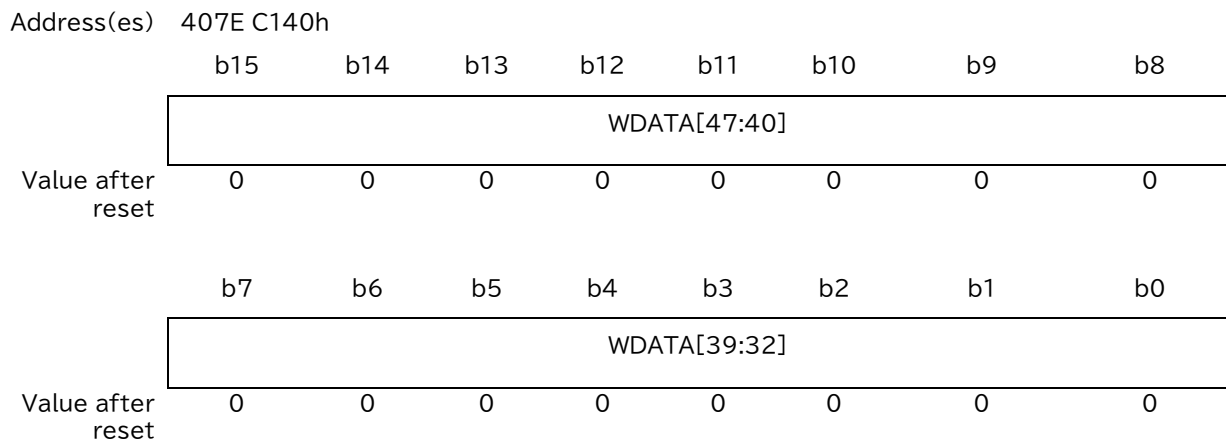 Address(es) 407E C140h
b15 b14 b13 b12 b11 b10 b9 b8
WDATA[47:40]
Value after reset 0 0 0 0 0 0 0 0
b7 b6 b5 b4 b3 b2 b1 b0
WDATA[39:32]
Value after reset 0 0 0 0 0 0 0 0